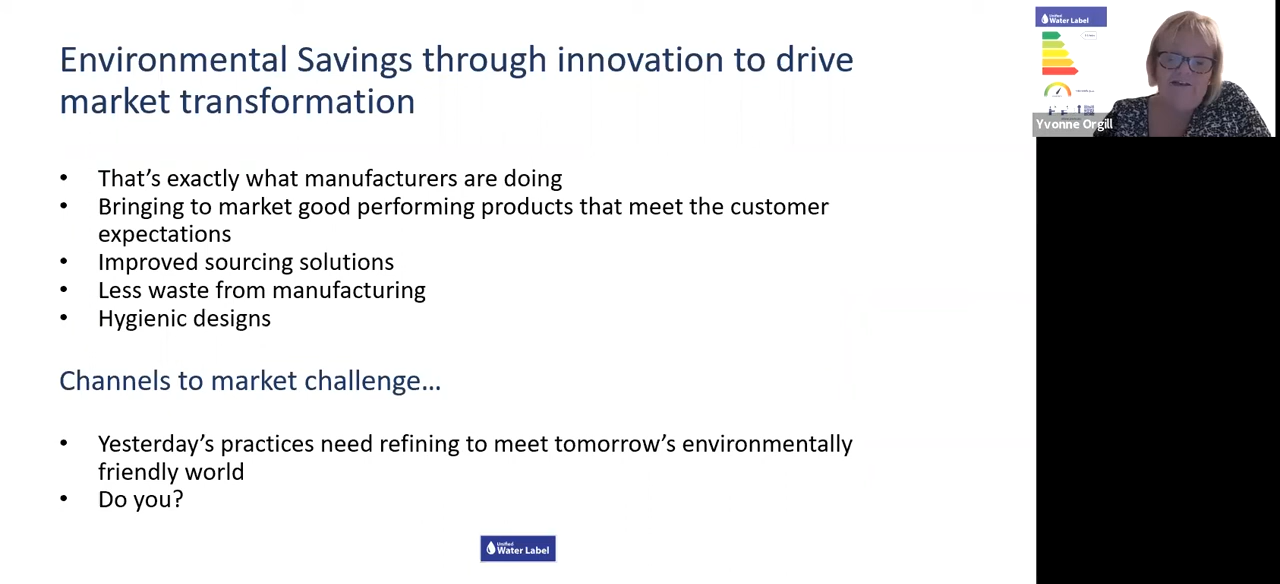 Environmental Savings through innovation to drive
market transformation
• That’s exactly what manufacturers are doing
• Bringing to market good performing products that meet the customer
expectations
• Improved sourcing solutions
• Less waste from manufacturing
• Hygienic designs
Channels to market challenge…
• Yesterday’s practices need refining to meet tomorrow’s environmentally
friendly world
• Do you?
Unified
Water Label
Unified
Water Label
Yvonne Orgill